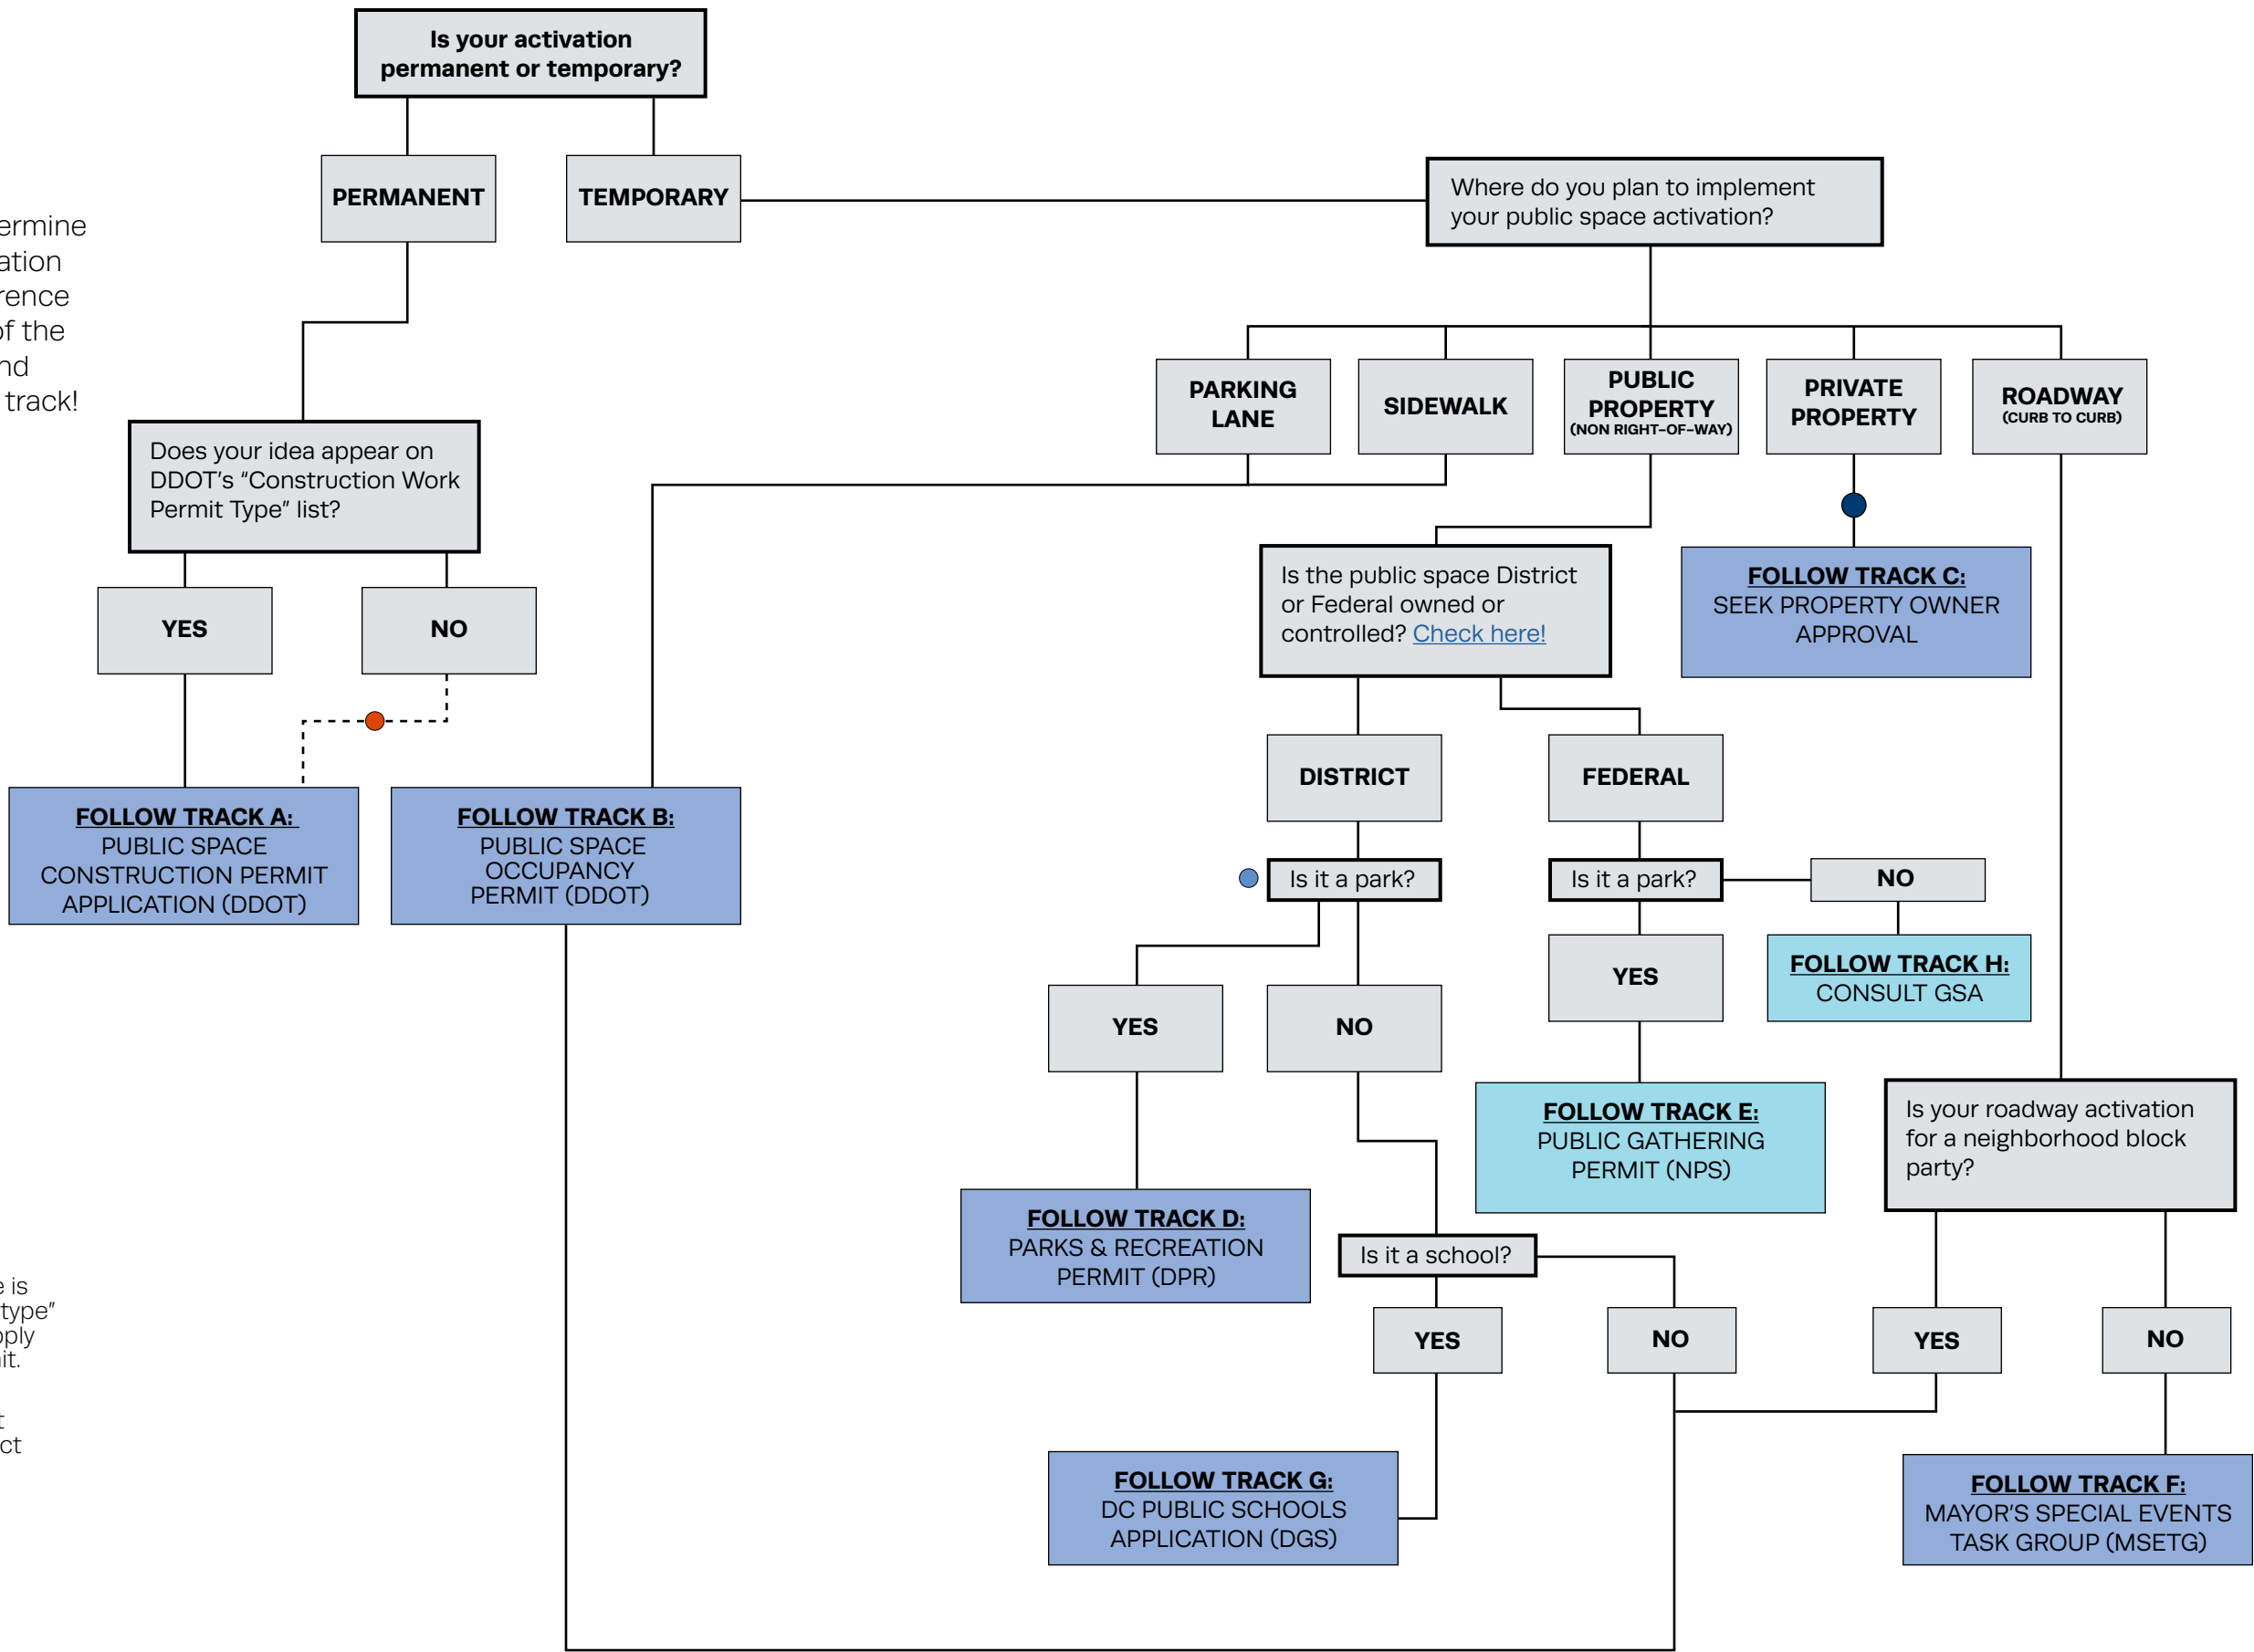 Is your activation
permanent or temporary?
PERMANENT
TEMPORARY
Where do you plan to implement
your public space activation?
rence
of the
track!
PARKING
LANE
SIDEWALK
PUBLIC
PROPERTY
(NON RIGHT-OF-WAY)
PRIVATE
PROPERTY
ROADWAY
(CURB TO CURB)
Does your idea appear on
DDOT's “Construction Work
Permit Type” list?
YES
NO
Is the public space District
or Federal owned or
controlled? Check here!
FOLLOW TRACK C:
SEEK PROPERTY OWNER
APPROVAL
DISTRICT
FEDERAL
FOLLOW TRACK A:
PUBLIC SPACE
CONSTRUCTION PERMIT
APPLICATION (DDOT)
FOLLOW TRACK B:
PUBLIC SPACE
OCCUPANCY
PERMIT (DDOT)
Is it a park?
Is it a park?
NO
YES
FOLLOW TRACK H:
CONSULT GSA
YES
NO
FOLLOW TRACK E:
PUBLIC GATHERING
PERMIT (NPS)
Is your roadway activation
for a neighborhood block
party?
FOLLOW TRACK D:
PARKS & RECREATION
PERMIT (DPR)
Is it a school?
is
type”
YES
NO
YES
NO
FOLLOW TRACK G:
DC PUBLIC SCHOOLS
APPLICATION (DGS)
FOLLOW TRACK F:
MAYOR'S SPECIAL EVENTS
TASK GROUP (MSETG)